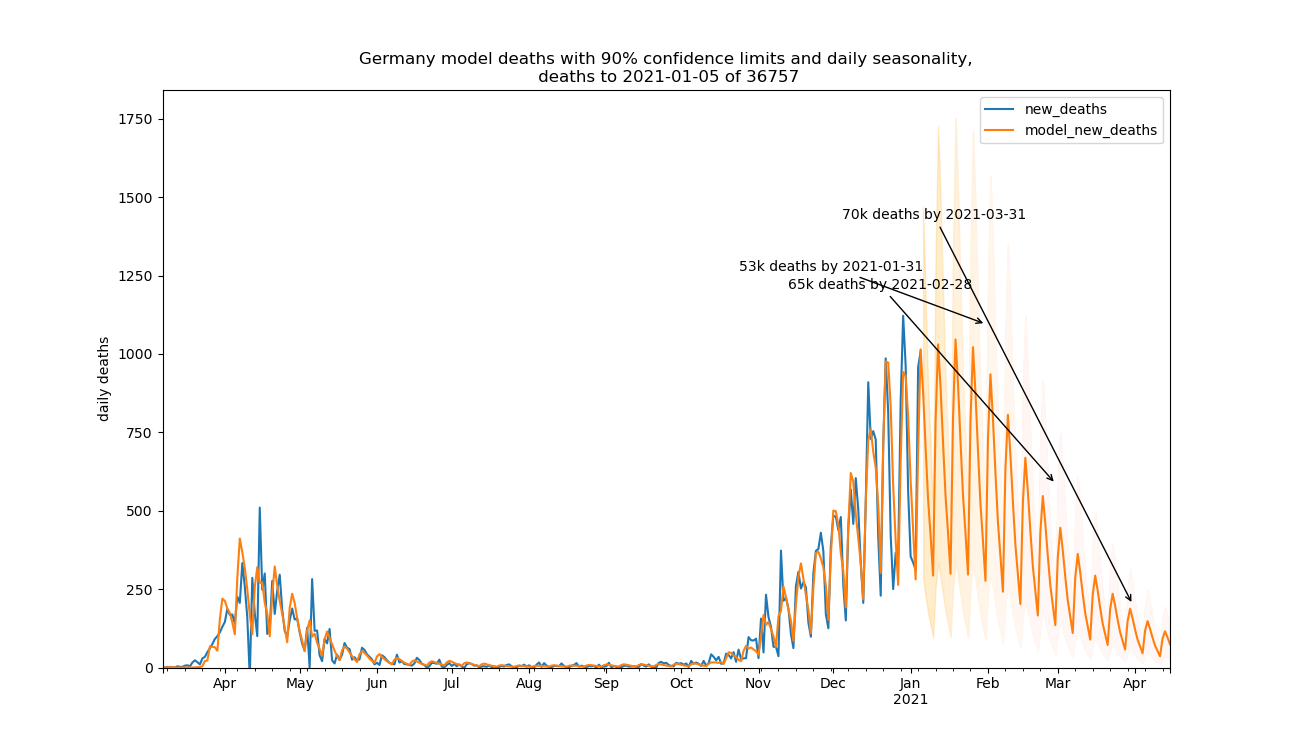 Germany model deaths with 90% confidence limits and daily seasonality,
deaths to 2021-01-05 of 36757
new_deaths
model_new_deaths
daily deaths
1750
1500
1250
1000
750
500
250
0
70k deaths by 2021-03-31
53k deaths by 2021-01-31
65k deaths by 2021-02-28
Apr May Jun Jul Aug Sep Oct Nov Dec Jan Feb Mar Apr
2021